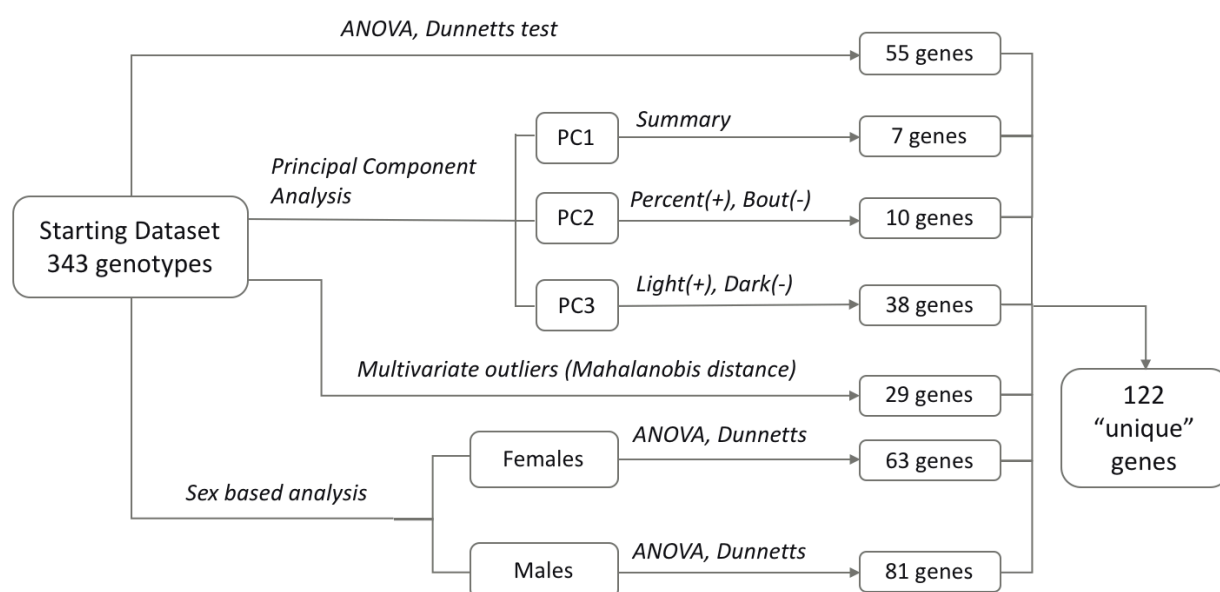 ANOVA, Dunnetts test
55 genes
PC1
Summary
7 genes
Principal Component
Analysis
PC2
Percent(+), Bout(-)
10 genes
Starting Dataset
343 genotypes
PC3
Light(+), Dark(-)
38 genes
Multivariate outliers (Mahalanobis distance)
29 genes
122
“unique”
genes
Females
ANOVA, Dunnetts
63 genes
Sex based analysis
Males
ANOVA, Dunnetts
81 genes